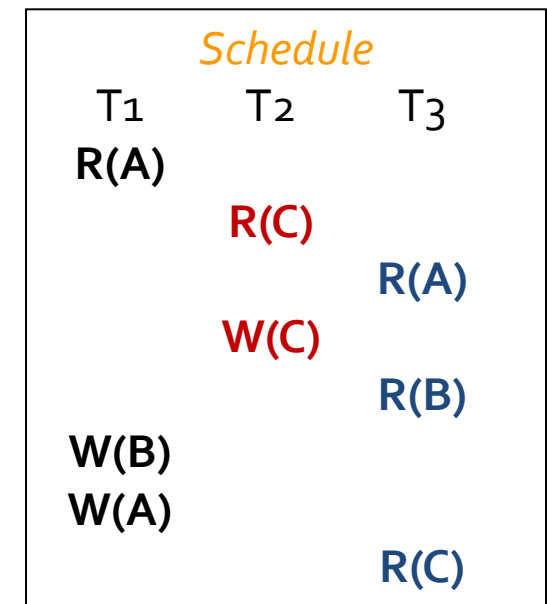 Schedule
T1 T2 T3
R(A)
R(C)
R(A)
W(C)
R(B)
W(B)
W(A)
R(C)